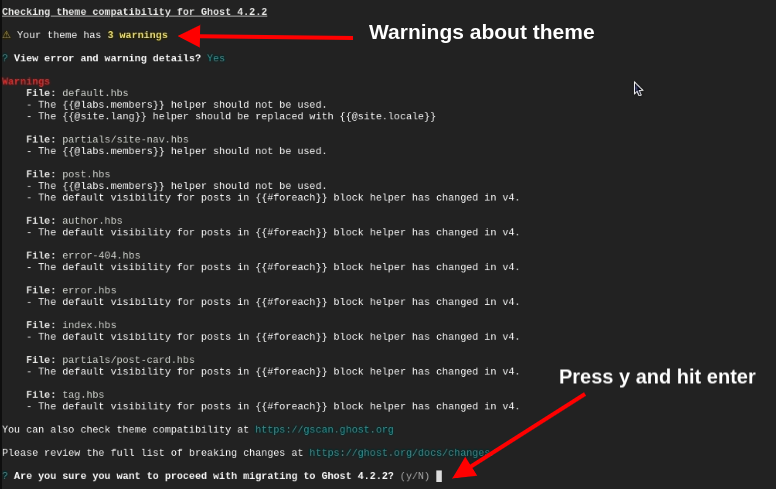 Checking theme compatibility for Ghost 4.2.2
⚠ Your theme has 3 warnings
Warnings about theme
? View error and warning details? Yes
Warnings
File: default.hbs
- The {{@labs.members}} helper should not be used.
- The {{@site.lang}} helper should be replaced with {{@site.locale}}
File: partials/site-nav.hbs
- The {{@labs.members}} helper should not be used.
File: post.hbs
- The {{@labs.members}} helper should not be used.
- The default visibility for posts in {{#foreach}} block helper has changed in v4.
File: author.hbs
- The default visibility for posts in {{#foreach}} block helper has changed in v4.
File: error-404.hbs
- The default visibility for posts in {{#foreach}} block helper has changed in v4.
File: error.hbs
- The default visibility for posts in {{#foreach}} block helper has changed in v4.
File: index.hbs
- The default visibility for posts in {{#foreach}} block helper has changed in v4.
File: partials/post-card.hbs
- The default visibility for posts in {{#foreach}} block helper has changed in v4.
Press y and hit enter
File: tag.hbs
- The default visibility for posts in {{#foreach}} block helper has changed in v4.
You can also check theme compatibility at https://gscan.ghost.org
Please review the full list of breaking changes at https://ghost.org/docs/changes
? Are you sure you want to proceed with migrating to Ghost 4.2.2? (y/N)